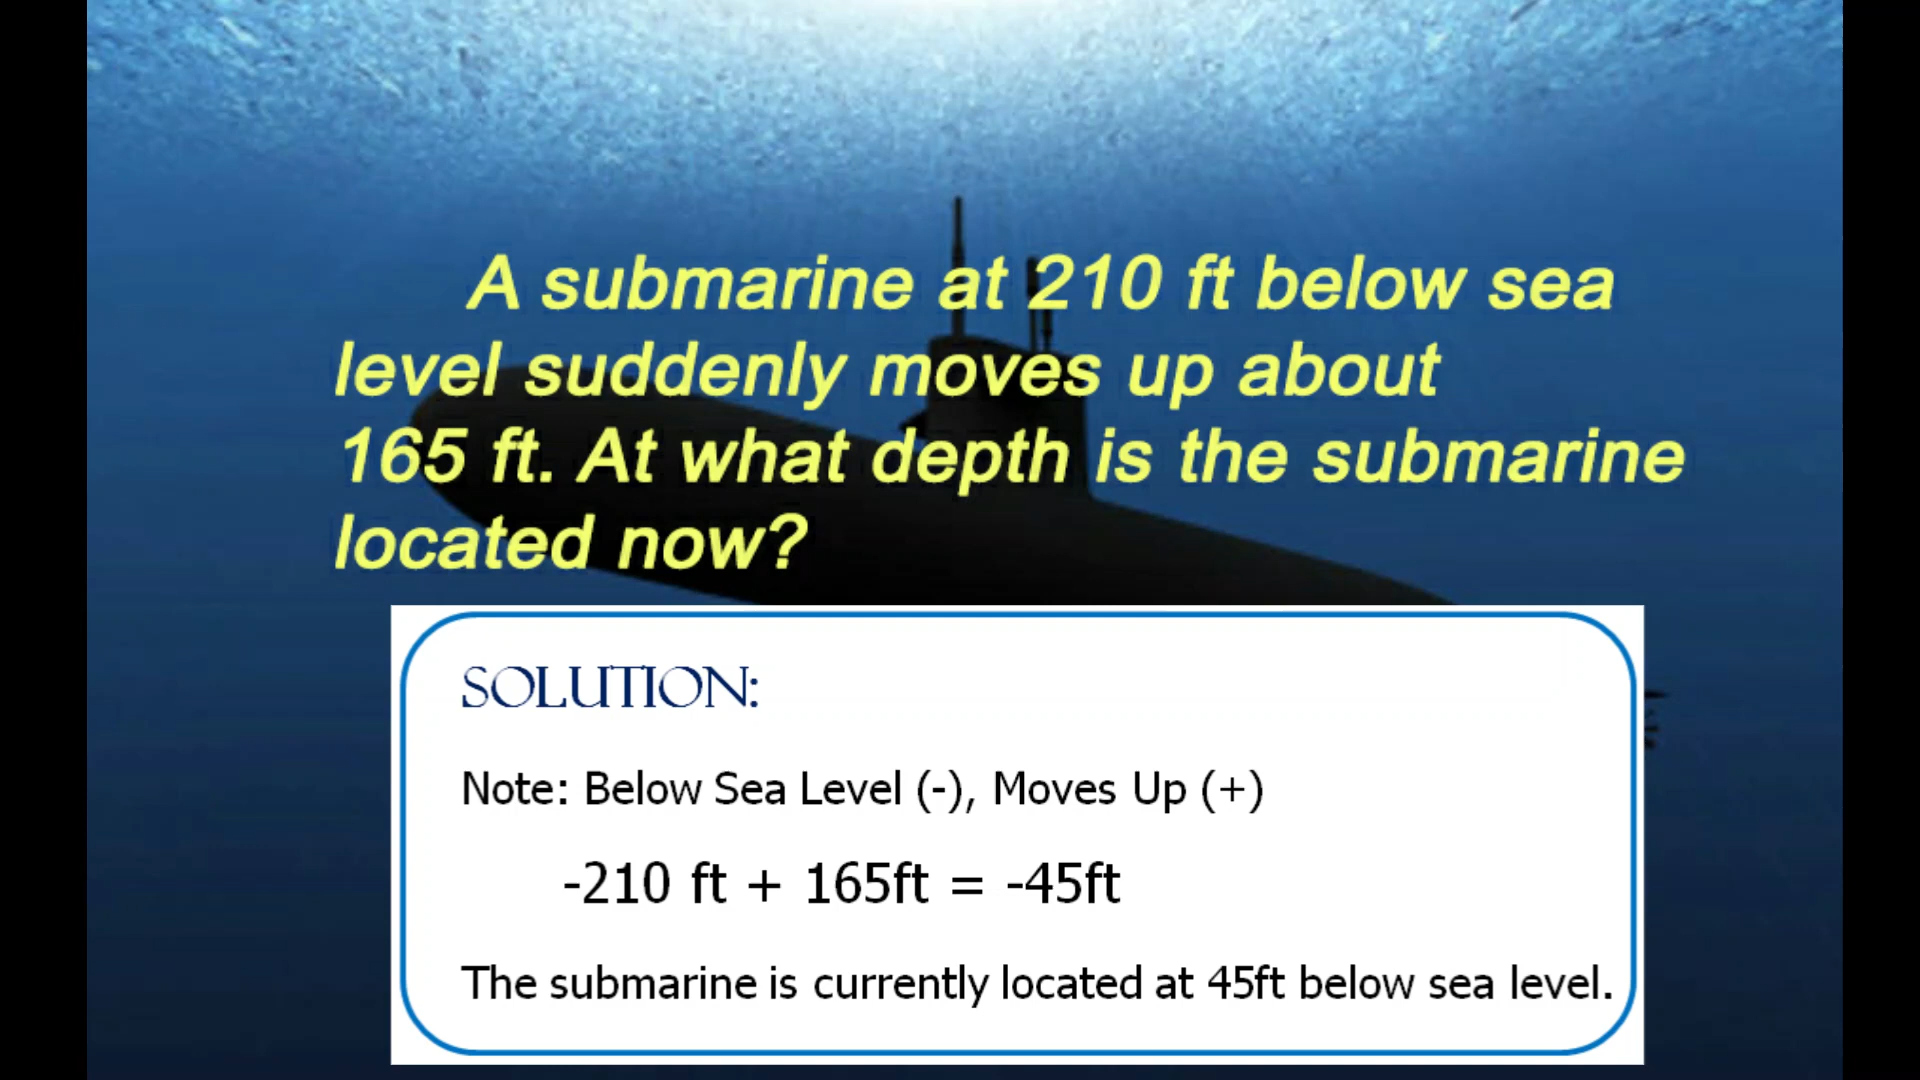 A submarine at 210 ft below sea
level suddenly moves up about
165 ft. At what depth is the submarine
located now?
SOLUTION:
Note: Below Sea Level (-), Moves Up (+)
-210 ft + 165ft = -45ft
The submarine is currently located at 45ft below sea level.